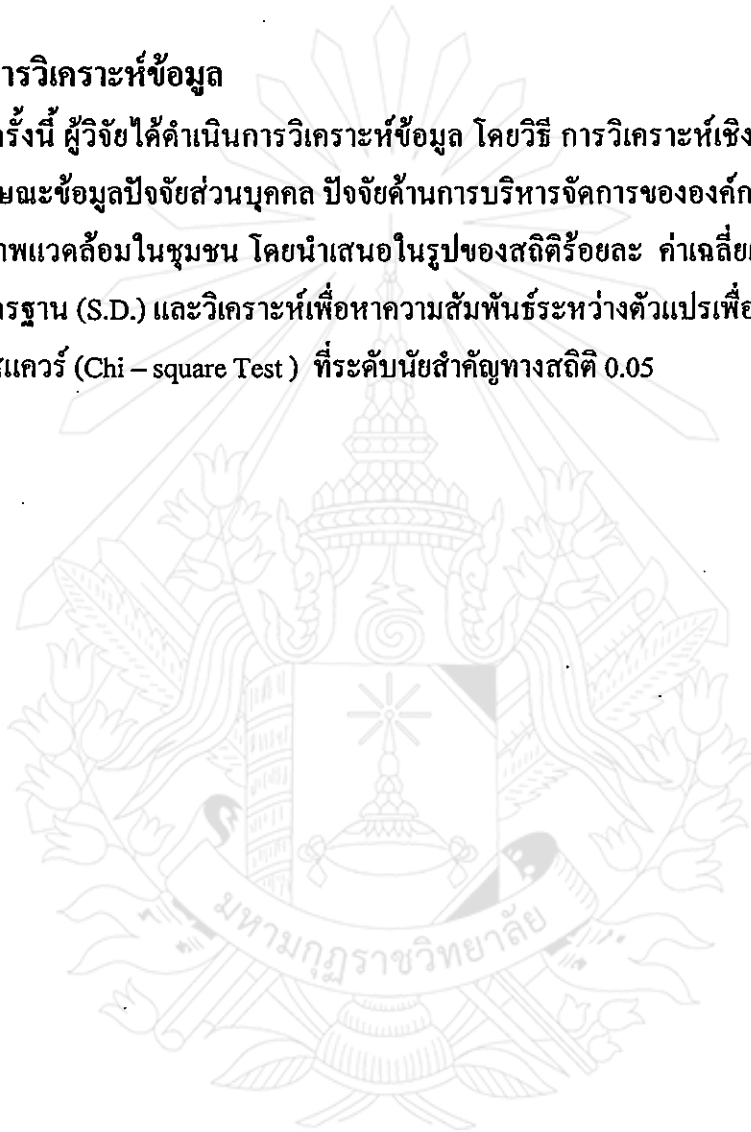 ารวิเคราะห์ข้อมูล
รั้งนี้ ผู้วิจัยได้ดำเนินการวิเคราะห์ข้อมูล โดยวิธี การวิเคราะห์เชิง
ษณะข้อมูลปัจจัยส่วนบุคคล ปัจจัยด้านการบริหารจัดการขององค์ก
าพแวดล้อมในชุมชน โดยนำเสนอในรูปของสถิติร้อยละ ค่าเฉลี่ย
ารฐาน (S.D.) และวิเคราะห์เพื่อหาความสัมพันธ์ระหว่างตัวแปรเพื่อ
แควร์ (Chi – square Test ) ที่ระดับนัยสำคัญทางสถิติ 0.05
มหามกุฏราชวิทยาลัย